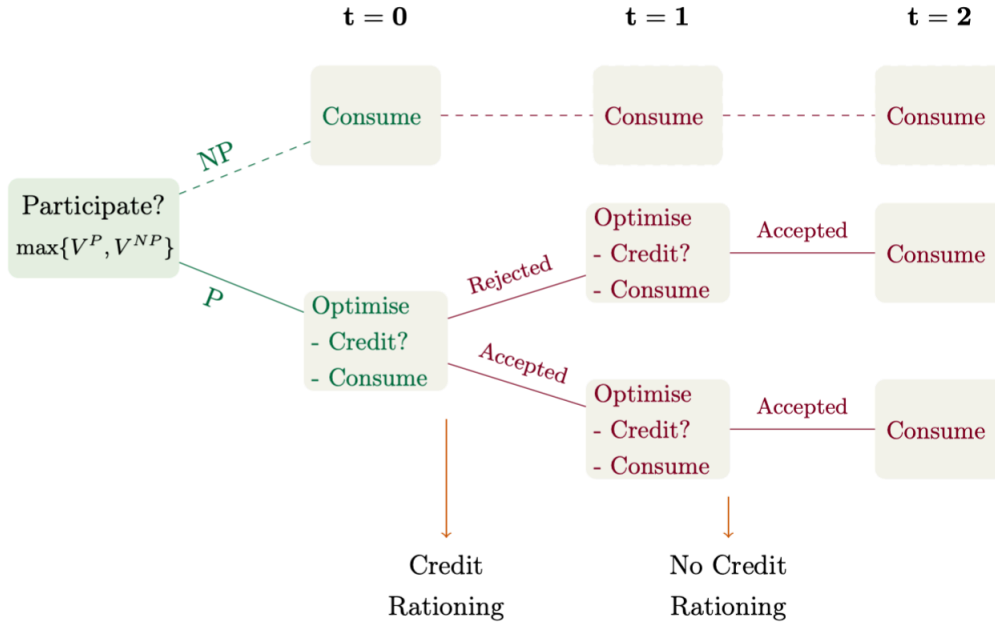 t = 0
t = 1
t = 2
Consume
Consume
Consume
NP
Participate?
max{V^P, V^{NP}}
P
Optimise
- Credit?
- Consume
Rejected
Optimise
- Credit?
- Consume
Accepted
Consume
Accepted
Optimise
- Credit?
- Consume
Accepted
Consume
Credit
Rationing
No Credit
Rationing